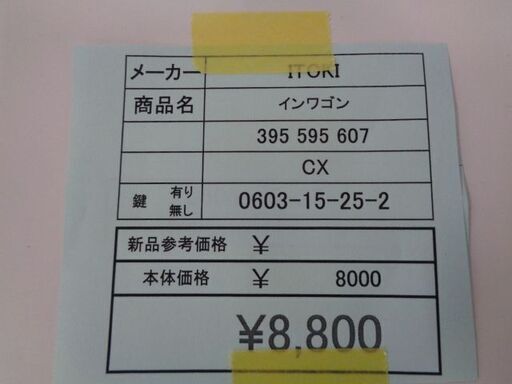 メーカー ITOKI
商品名 インワゴン
395 595 607
CX
鍵 有り 無し 0603-15-25-2
新品参考価格 ¥
本体価格 ¥ 8000
¥8,800